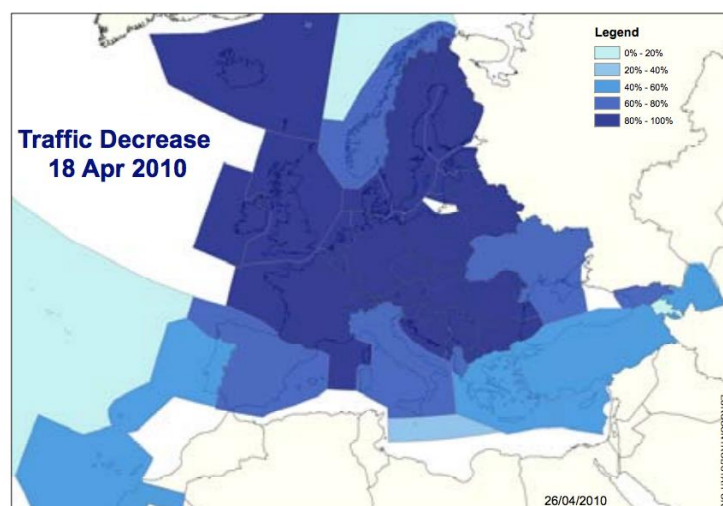 Legend
0% - 20%
20% - 40%
40% - 60%
60% - 80%
80% - 100%
Traffic Decrease
18 Apr 2010
26/04/2010